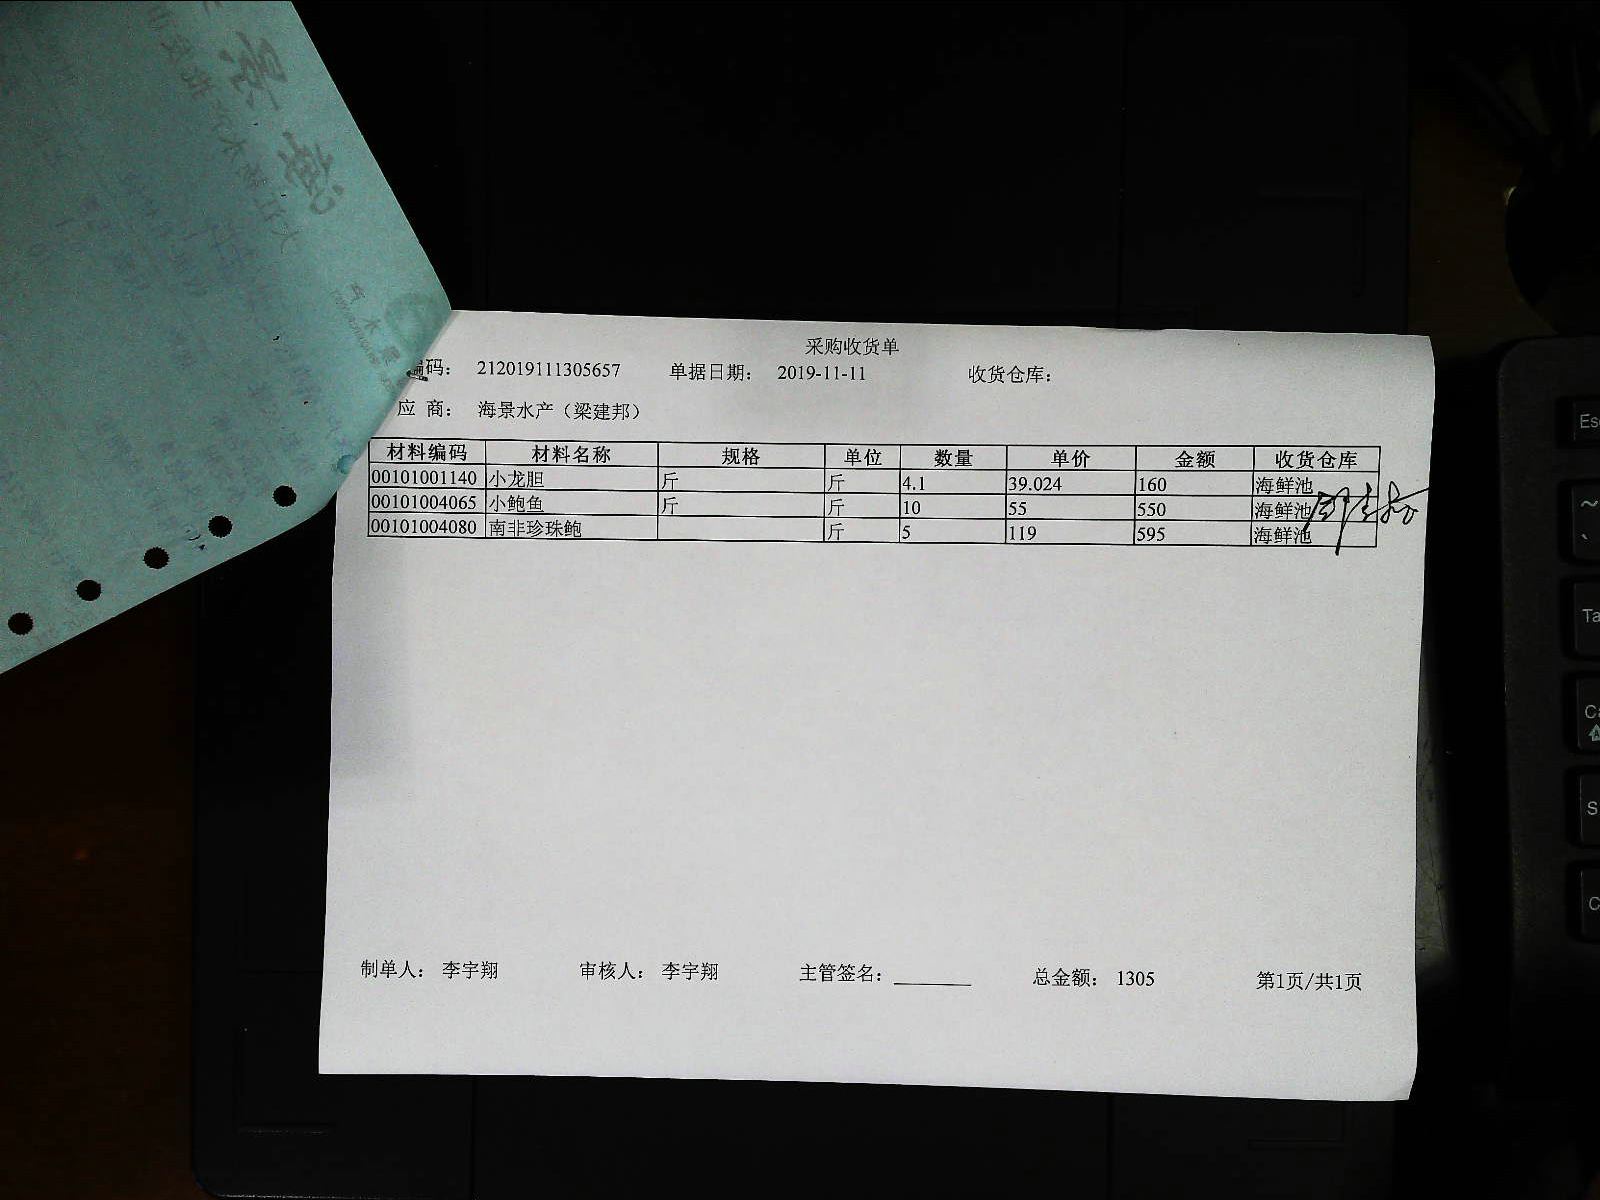 采购收货单
编码: 212019111305657 单据日期: 2019-11-11 收货仓库:
应 商: 海景水产（梁建邦）
材料编码 材料名称 规格 单位 数量 单价 金额 收货仓库
00101001140 小龙胆 斤 斤 4.1 39.024 160 海鲜池
00101004065 小鲍鱼 斤 斤 10 55 550 海鲜池
00101004080 南非珍珠鲍 斤 5 119 595 海鲜池
制单人: 李宇翔 审核人: 李宇翔 主管签名: ________ 总金额: 1305 第1页/共1页
Esc
~
、